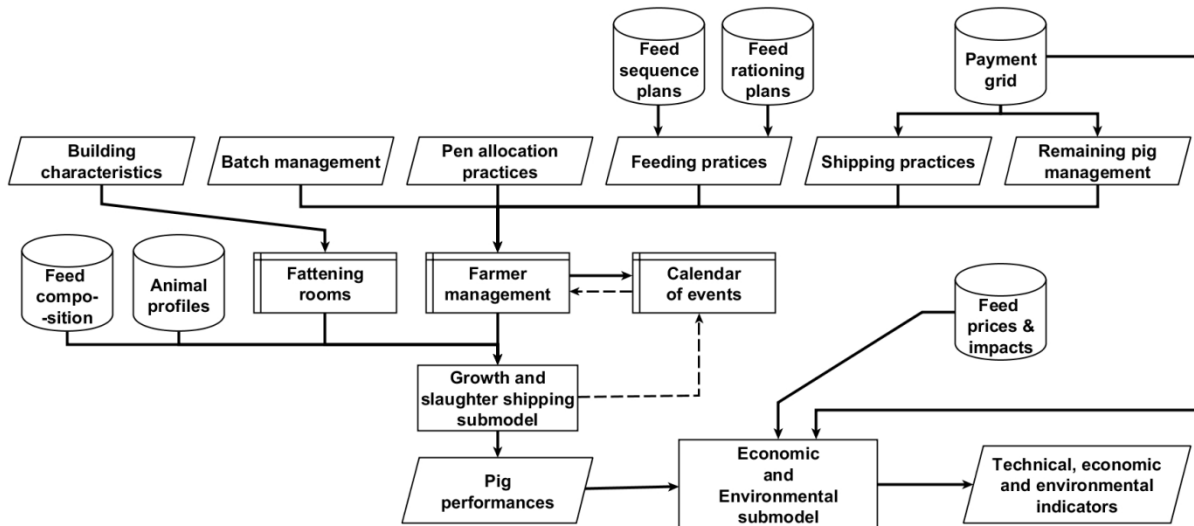 Feed
sequence
plans
Feed
rationing
plans
Payment
grid
Building
characteristics
Batch management
Pen allocation
practices
Feeding pratices
Shipping practices
Remaining pig
management
Feed
compo-
-sition
Animal
profiles
Fattening
rooms
Farmer
management
Calendar
of events
Feed
prices &
impacts
Growth and
slaughter shipping
submodel
Pig
performances
Economic
and
Environmental
submodel
Technical, economic
and environmental
indicators